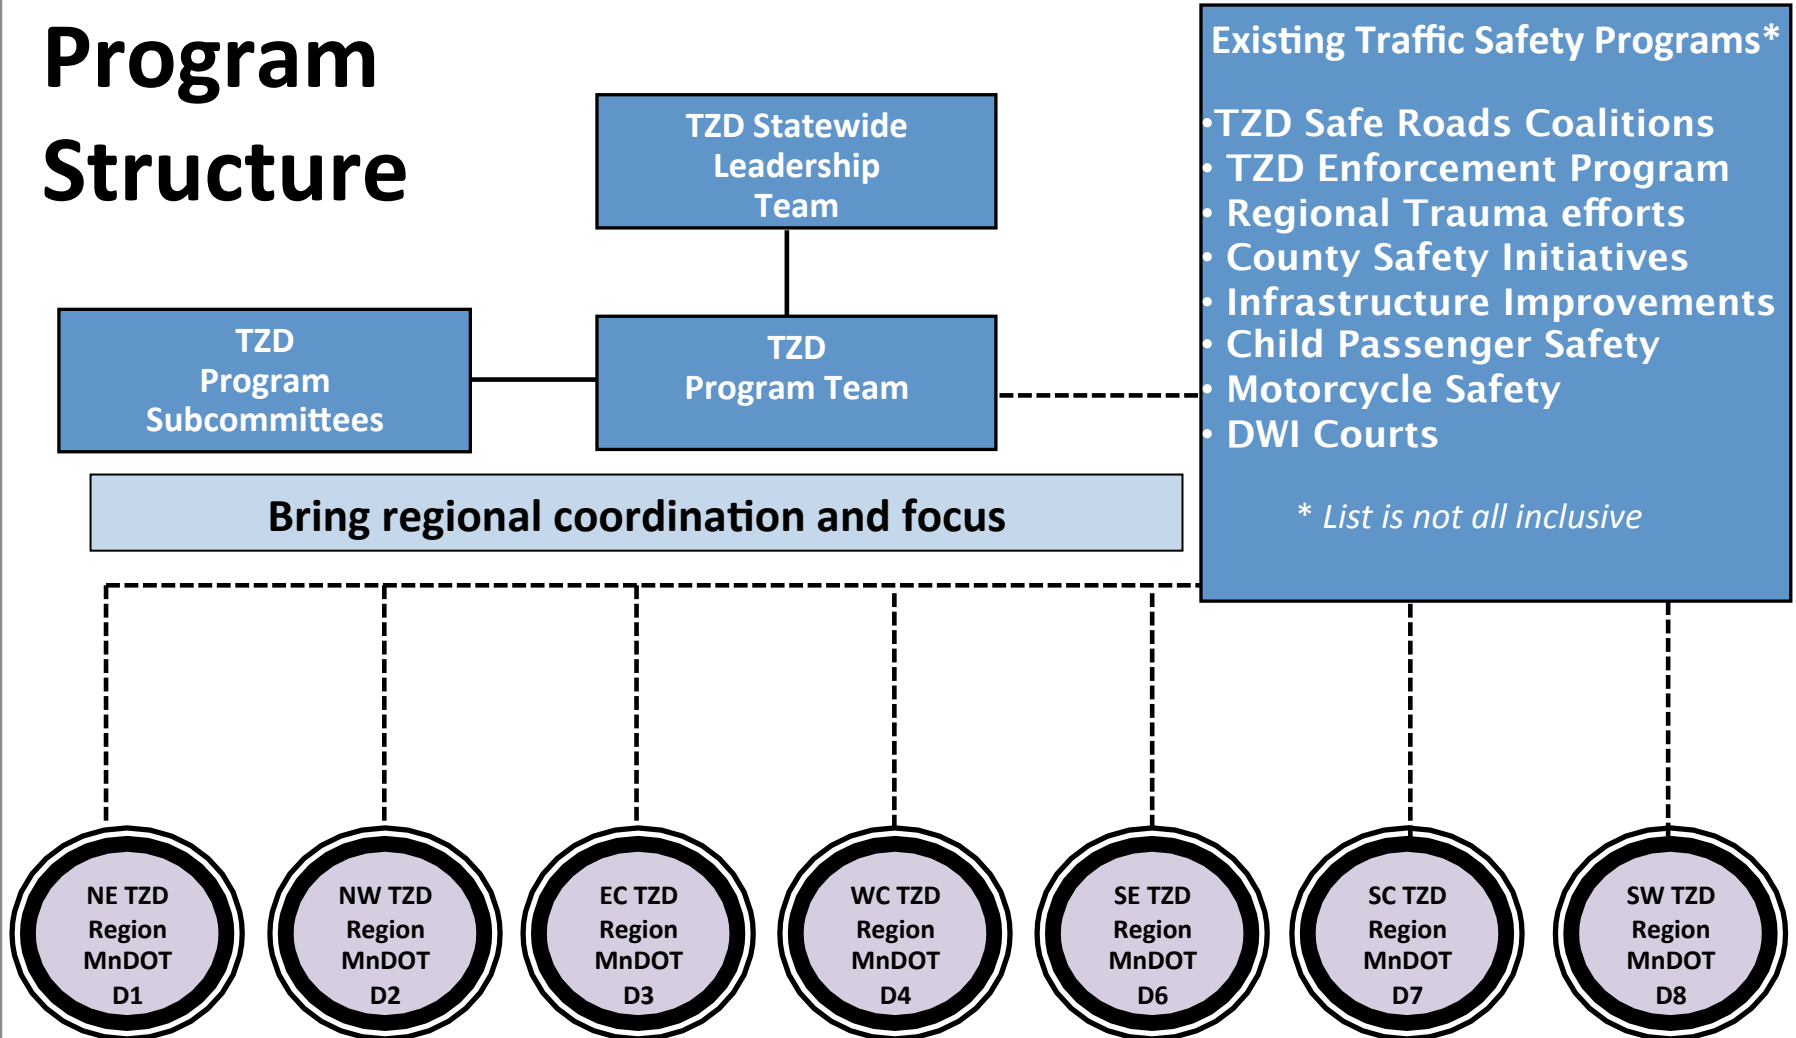 Program
Structure
TZD Statewide
Leadership
Team
TZD
Program
Subcommittees
TZD
Program Team
Existing Traffic Safety Programs*
•TZD Safe Roads Coalitions
• TZD Enforcement Program
• Regional Trauma efforts
• County Safety Initiatives
• Infrastructure Improvements
• Child Passenger Safety
• Motorcycle Safety
• DWI Courts
* List is not all inclusive
Bring regional coordination and focus
NE TZD
Region
MnDOT
D1
NW TZD
Region
MnDOT
D2
EC TZD
Region
MnDOT
D3
WC TZD
Region
MnDOT
D4
SE TZD
Region
MnDOT
D6
SC TZD
Region
MnDOT
D7
SW TZD
Region
MnDOT
D8